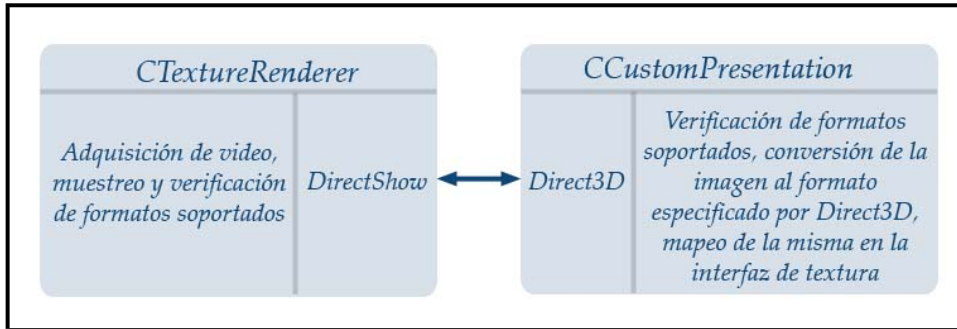 CTextureRenderer
Adquisición de video,
muestreo y verificación
de formatos soportados
DirectShow
CCustomPresentation
Direct3D
Verificación de formatos
soportados, conversión de la
imagen al formato
especificado por Direct3D,
mapeo de la misma en la
interfaz de textura